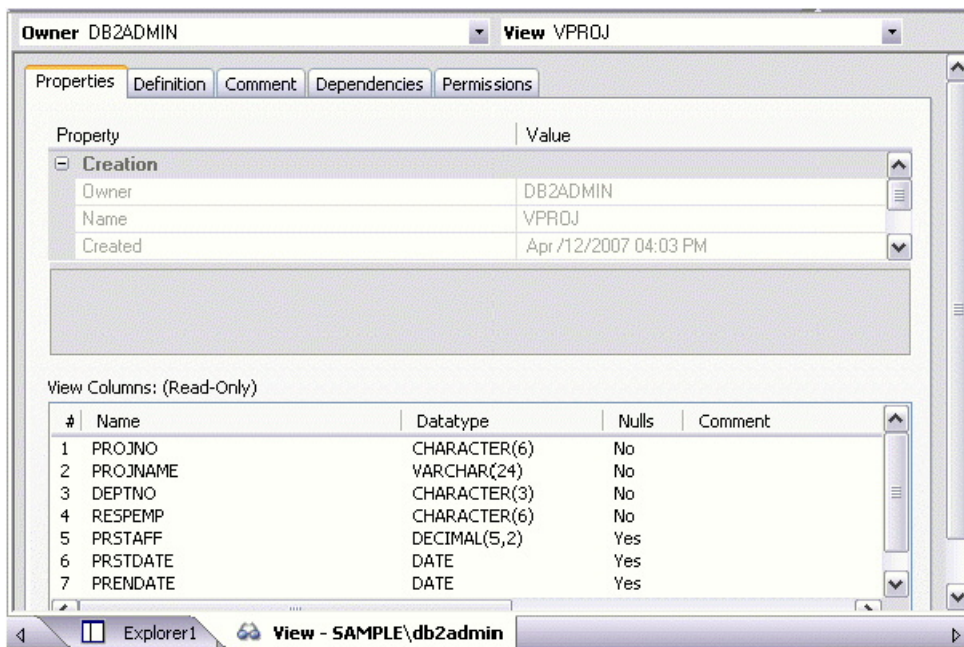 Owner DB2ADMIN View VPROJ
Properties Definition Comment Dependencies Permissions
Property Value
Creation
Owner DB2ADMIN
Name VPROJ
Created Apr /12/2007 04:03 PM
View Columns: (Read-Only)
# Name Datatype Nulls Comment
1 PROJNO CHARACTER(6) No
2 PROJNAME VARCHAR(24) No
3 DEPTNO CHARACTER(3) No
4 RESPEMP CHARACTER(6) No
5 PRSTAFF DECIMAL(5,2) Yes
6 PRSTDATE DATE Yes
7 PRENDATE DATE Yes
Explorer1 View - SAMPLE\db2admin